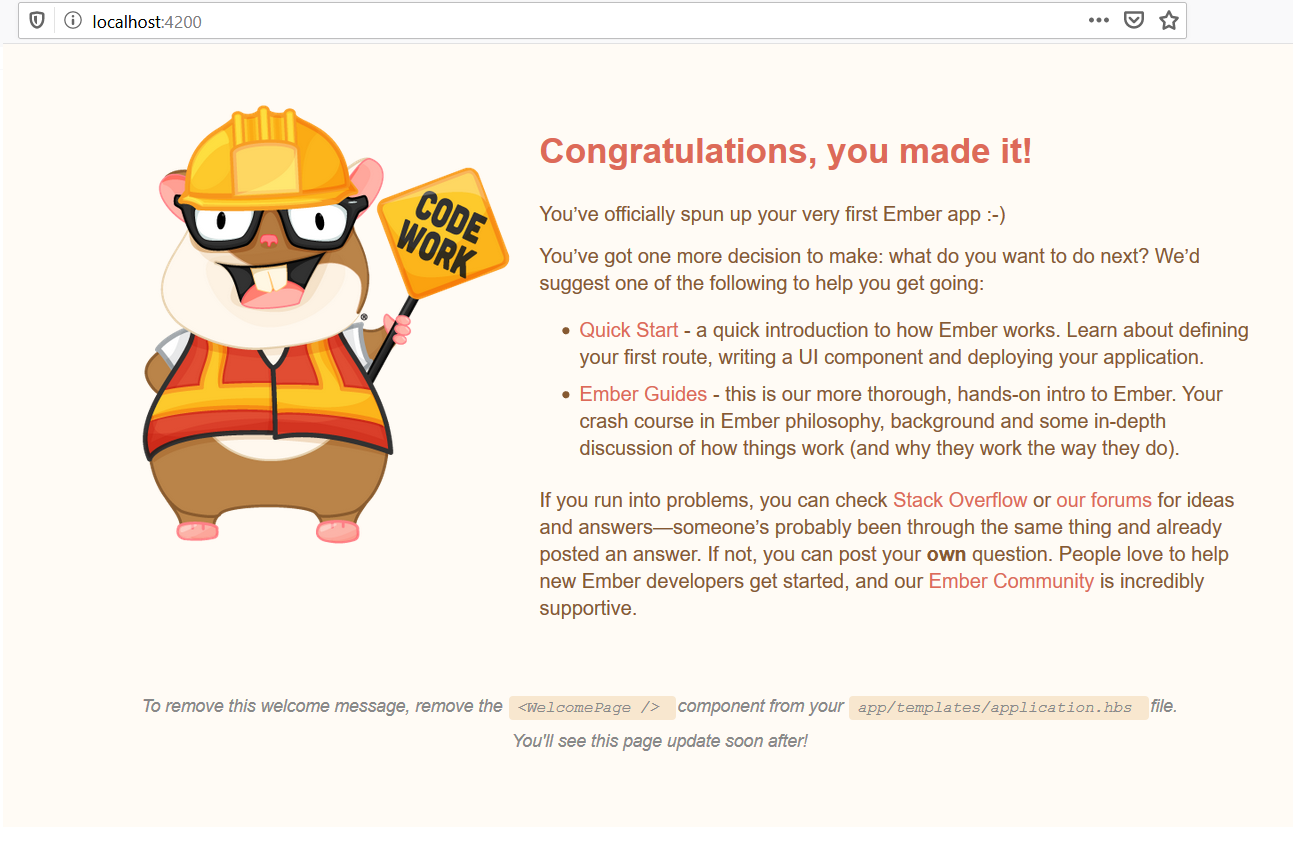 localhost:4200
CODE
WORK
®
Congratulations, you made it!
You’ve officially spun up your very first Ember app :-)
You’ve got one more decision to make: what do you want to do next? We’d
suggest one of the following to help you get going:
• Quick Start - a quick introduction to how Ember works. Learn about defining
your first route, writing a UI component and deploying your application.
• Ember Guides - this is our more thorough, hands-on intro to Ember. Your
crash course in Ember philosophy, background and some in-depth
discussion of how things work (and why they work the way they do).
If you run into problems, you can check Stack Overflow or our forums for ideas
and answers—someone’s probably been through the same thing and already
posted an answer. If not, you can post your own question. People love to help
new Ember developers get started, and our Ember Community is incredibly
supportive.
To remove this welcome message, remove the <WelcomePage /> component from your app/templates/application.hbs file.
You'll see this page update soon after!